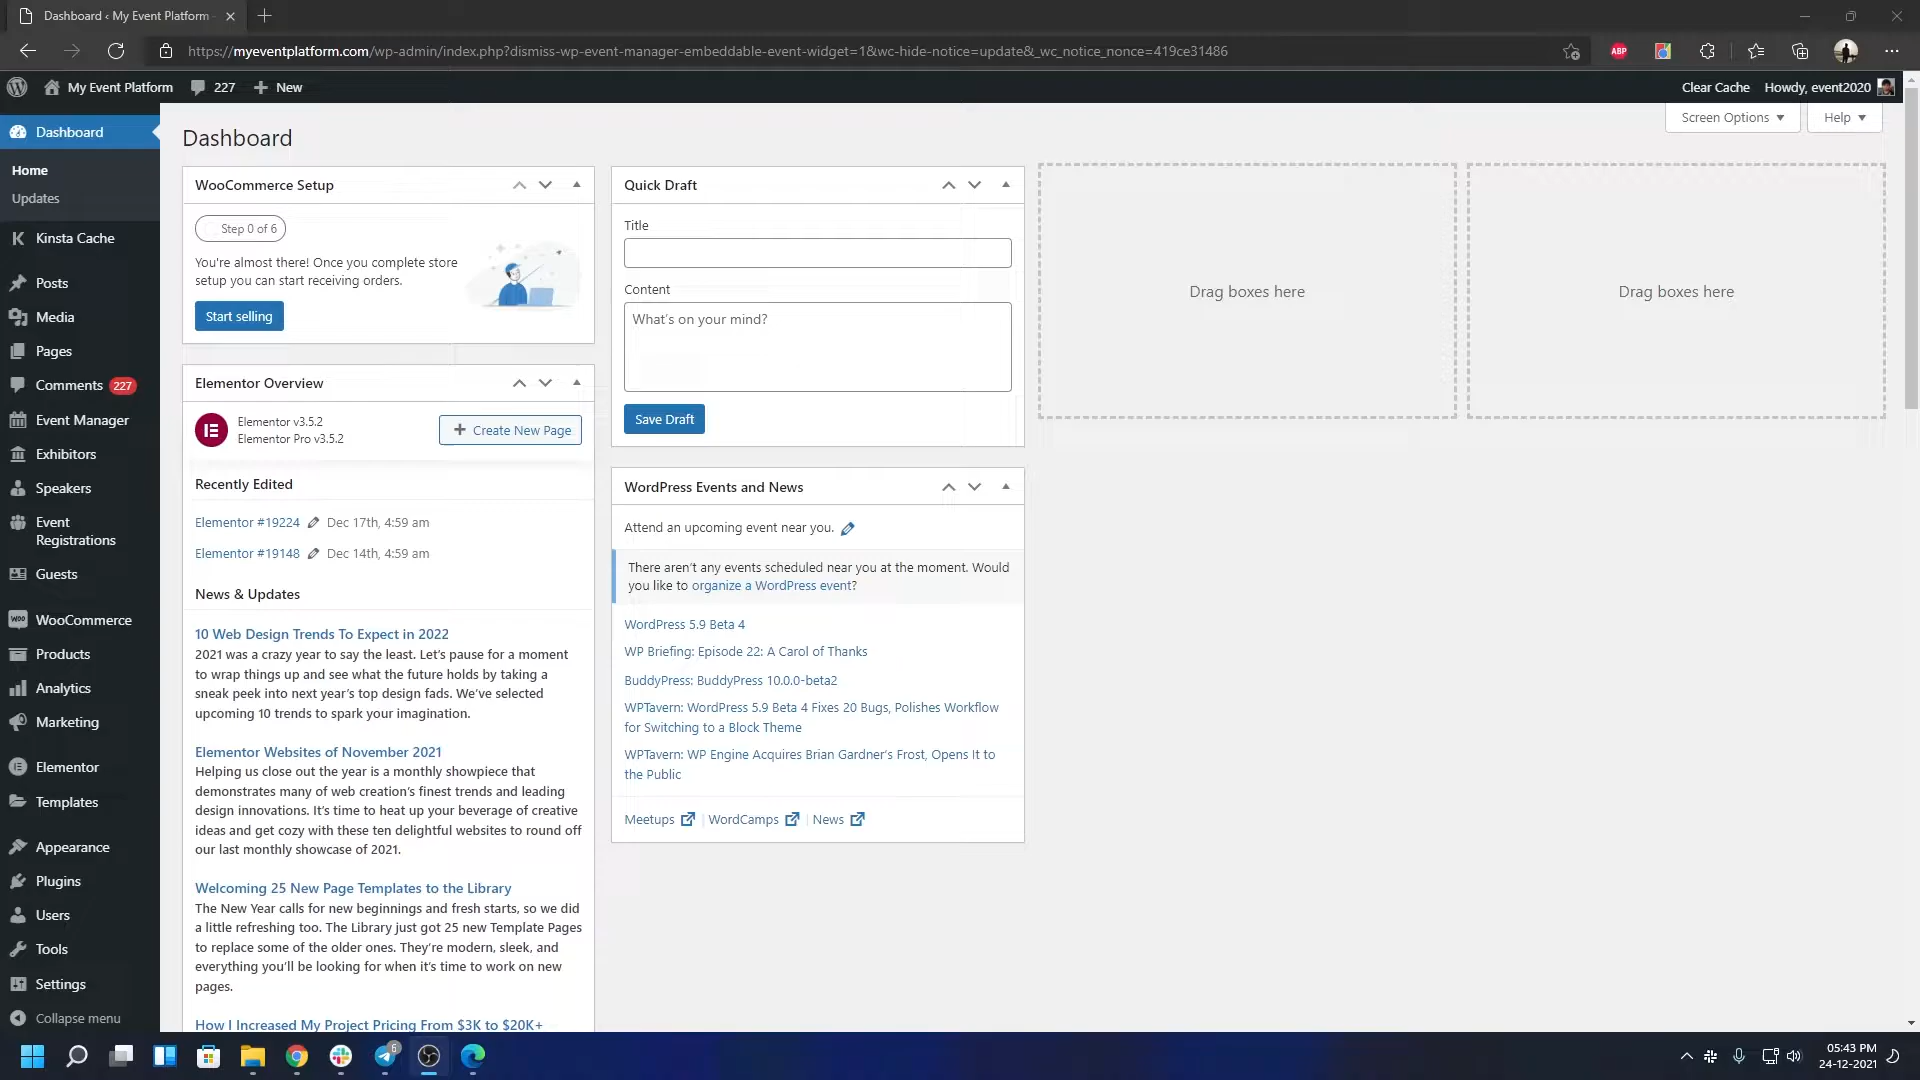 Dashboard ‹ My Event Platform
https://myeventplatform.com/wp-admin/index.php?dismiss-wp-event-manager-embeddable-event-widget=1&wc-hide-notice=update&_wc_notice_nonce=419ce31486
ABP
My Event Platform 227 New
Clear Cache Howdy, event2020
Dashboard
Home
Updates
Kinsta Cache
Posts
Media
Pages
Comments 227
Event Manager
Exhibitors
Speakers
Event
Registrations
Guests
WooCommerce
Products
Analytics
Marketing
Elementor
Templates
Appearance
Plugins
Users
Tools
Settings
Collapse menu
Screen Options
Help
Dashboard
WooCommerce Setup
Step 0 of 6
You're almost there! Once you complete store
setup you can start receiving orders.
Start selling
Elementor Overview
Elementor v3.5.2
Elementor Pro v3.5.2
Create New Page
Recently Edited
Elementor #19224 Dec 17th, 4:59 am
Elementor #19148 Dec 14th, 4:59 am
News & Updates
10 Web Design Trends To Expect in 2022
2021 was a crazy year to say the least. Let's pause for a moment
to wrap things up and see what the future holds by taking a
sneak peek into next year's top design fads. We've selected
upcoming 10 trends to spark your imagination.
Elementor Websites of November 2021
Helping us close out the year is a monthly showpiece that
demonstrates many of web creation's finest trends and leading
design innovations. It's time to heat up your beverage of creative
ideas and get cozy with these ten delightful websites to round off
our last monthly showcase of 2021.
Welcoming 25 New Page Templates to the Library
The New Year calls for new beginnings and fresh starts, so we did
a little refreshing too. The Library just got 25 new Template Pages
to replace some of the older ones. They're modern, sleek, and
everything you'll be looking for when it's time to work on new
pages.
How I Increased My Project Pricing From $3K to $20K+
Quick Draft
Title
Content
What's on your mind?
Save Draft
WordPress Events and News
Attend an upcoming event near you.
There aren't any events scheduled near you at the moment. Would
you like to organize a WordPress event?
WordPress 5.9 Beta 4
WP Briefing: Episode 22: A Carol of Thanks
BuddyPress: BuddyPress 10.0.0-beta2
WPTavern: WordPress 5.9 Beta 4 Fixes 20 Bugs, Polishes Workflow
for Switching to a Block Theme
WPTavern: WP Engine Acquires Brian Gardner's Frost, Opens It to
the Public
Meetups | WordCamps | News
Drag boxes here
Drag boxes here
6
05:43 PM
24-12-2021